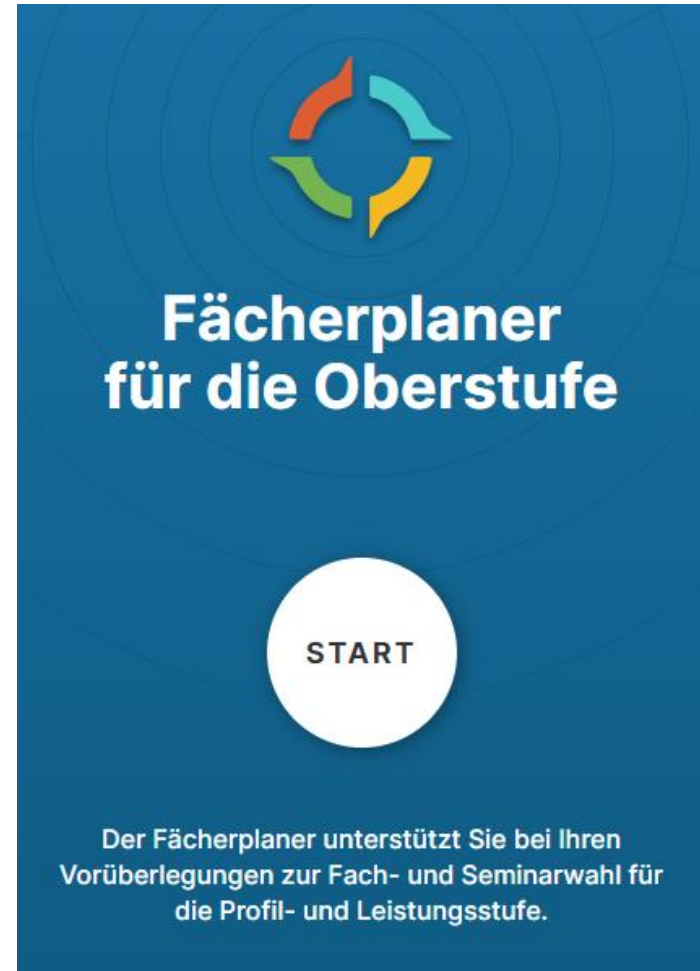 Fächerplaner
für die Oberstufe
START
Der Fächerplaner unterstützt Sie bei Ihren
Vorüberlegungen zur Fach- und Seminarwahl für
die Profil- und Leistungsstufe.